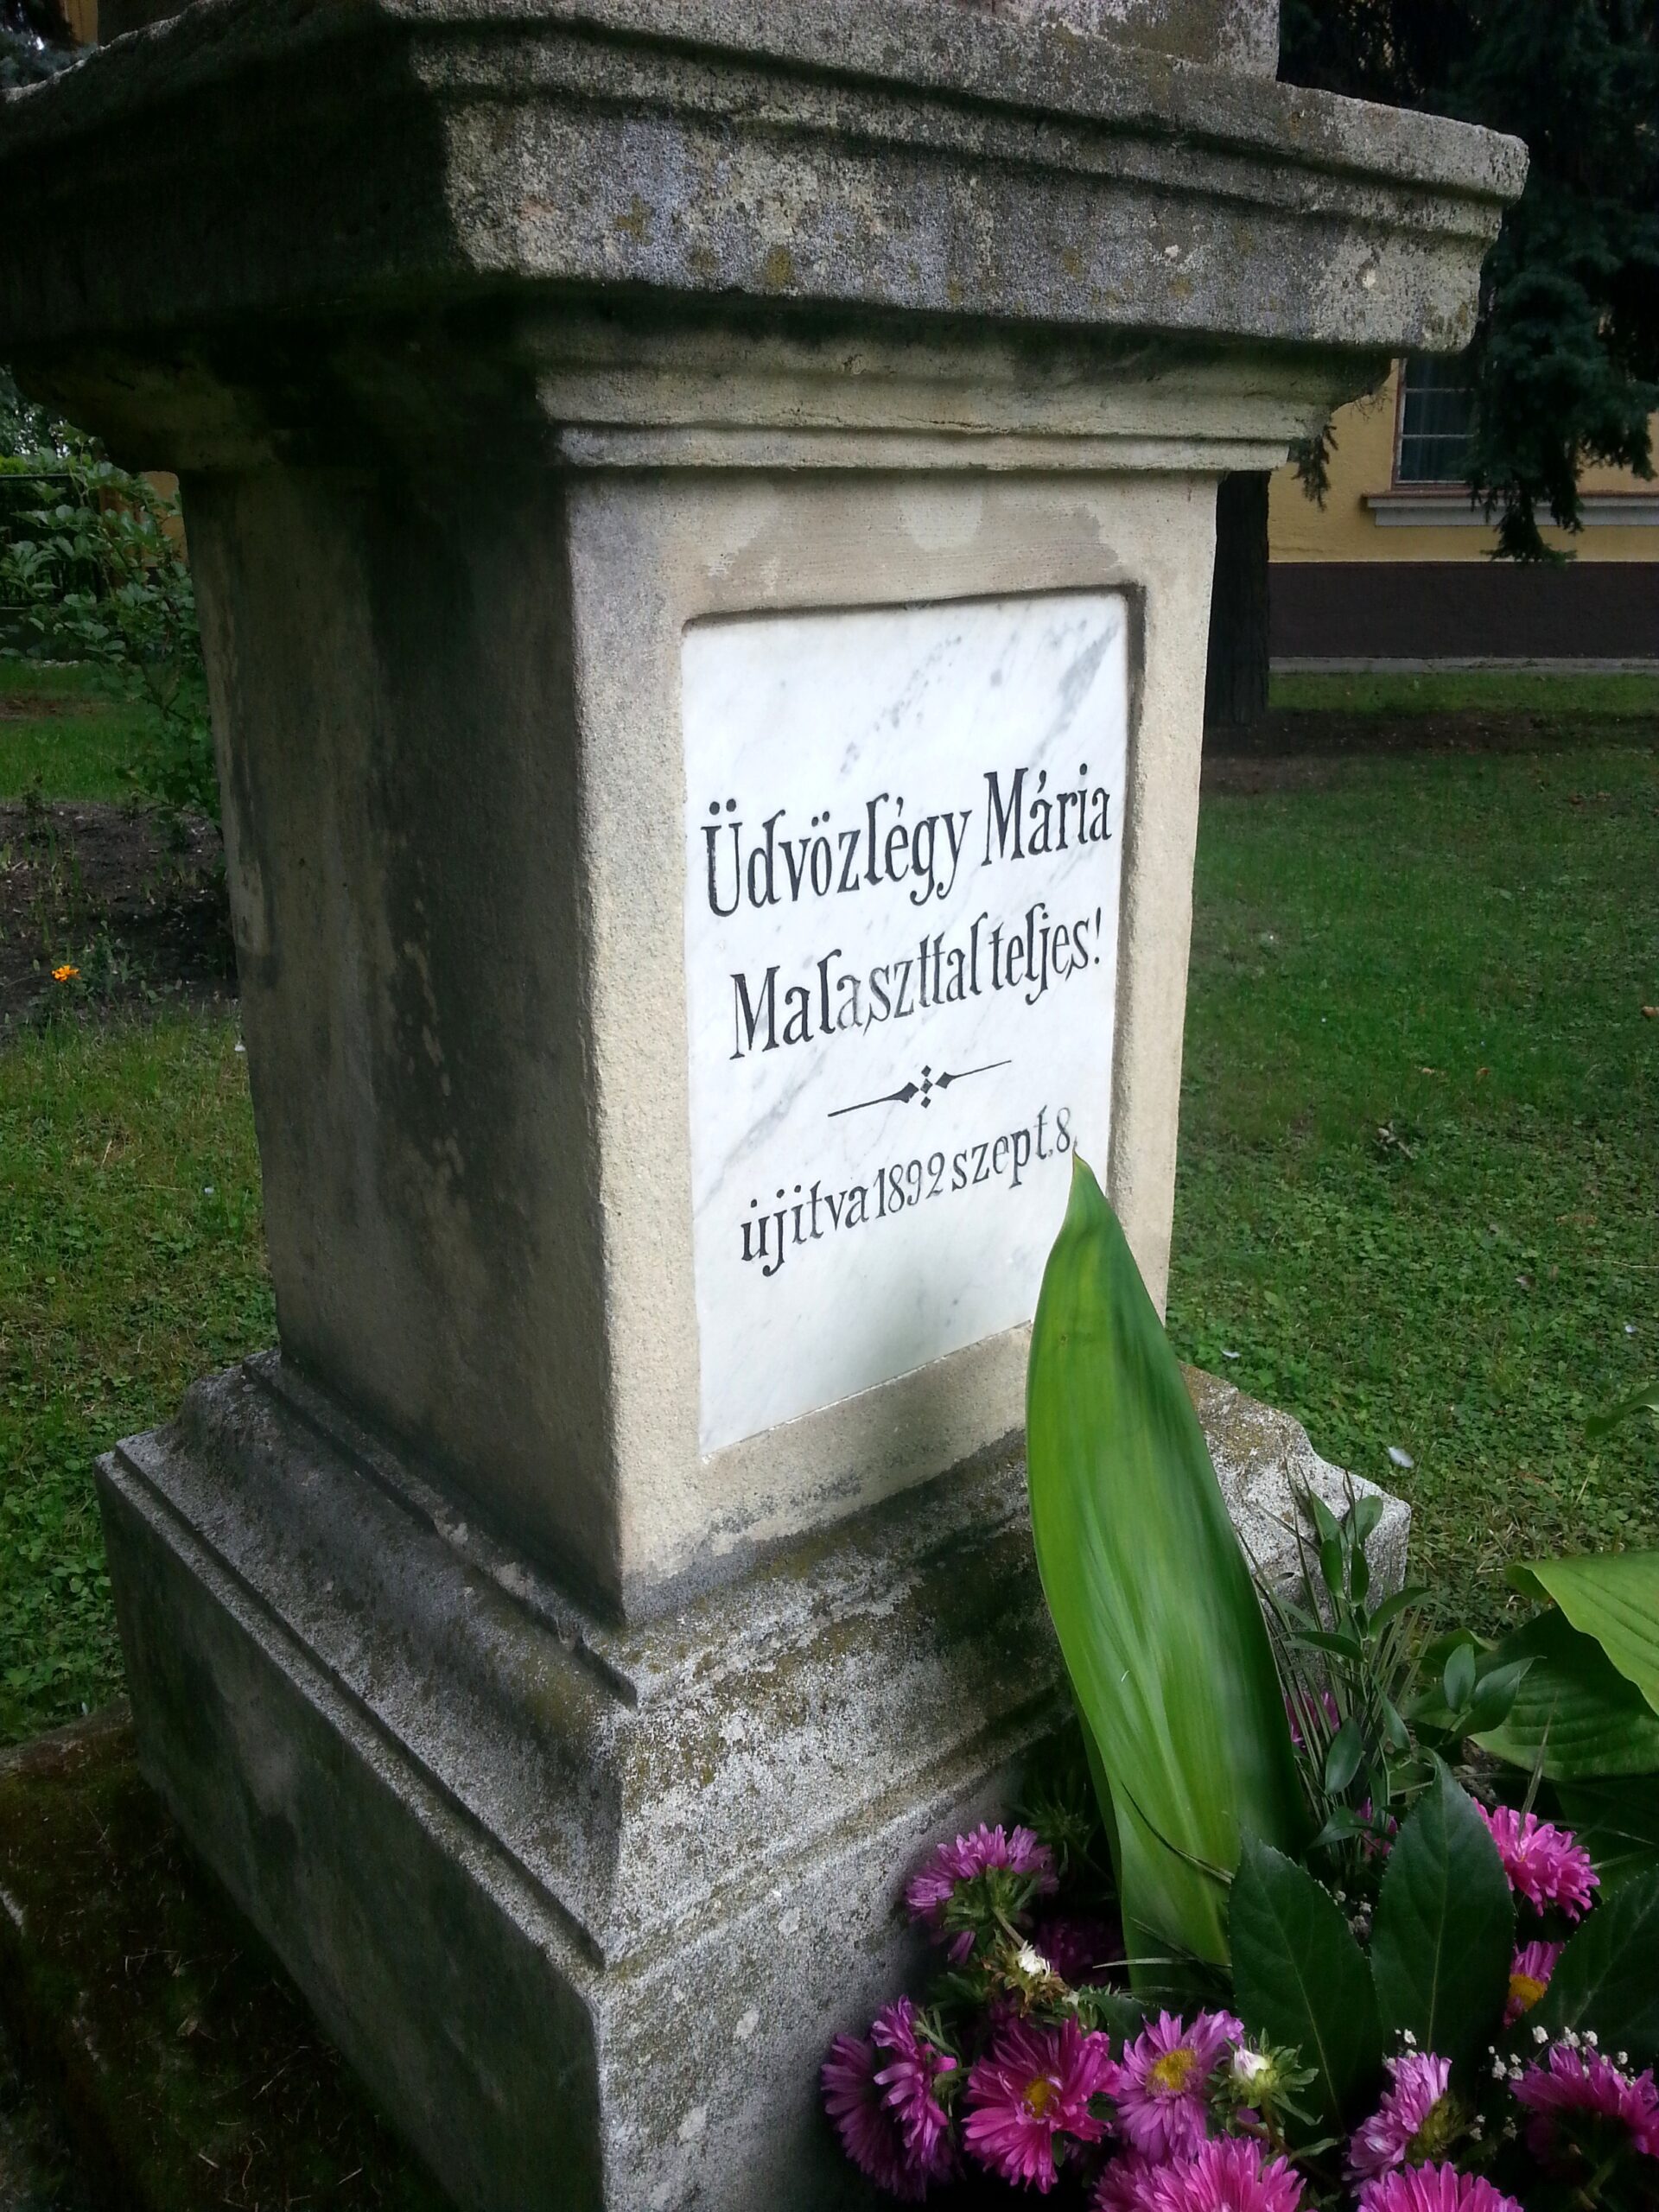 Üdvözlégy Mária
Malaszttal teljes!
újitva 1892 szept. 8.